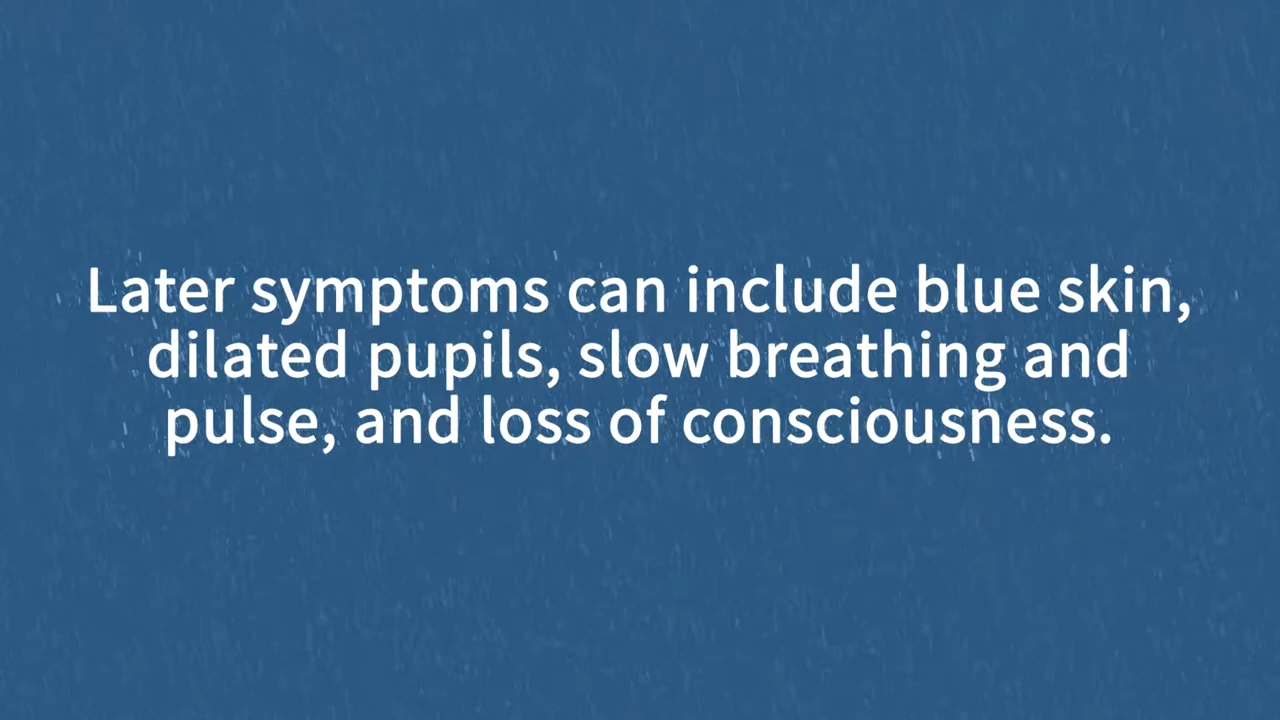 Later symptoms can include blue skin,
dilated pupils, slow breathing and
pulse, and loss of consciousness.